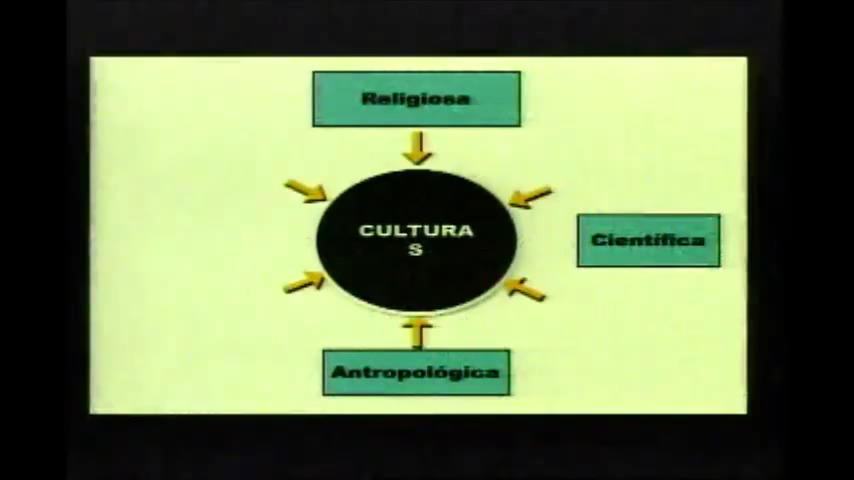 Religiosa
CULTURA
S
Científica
Antropológica